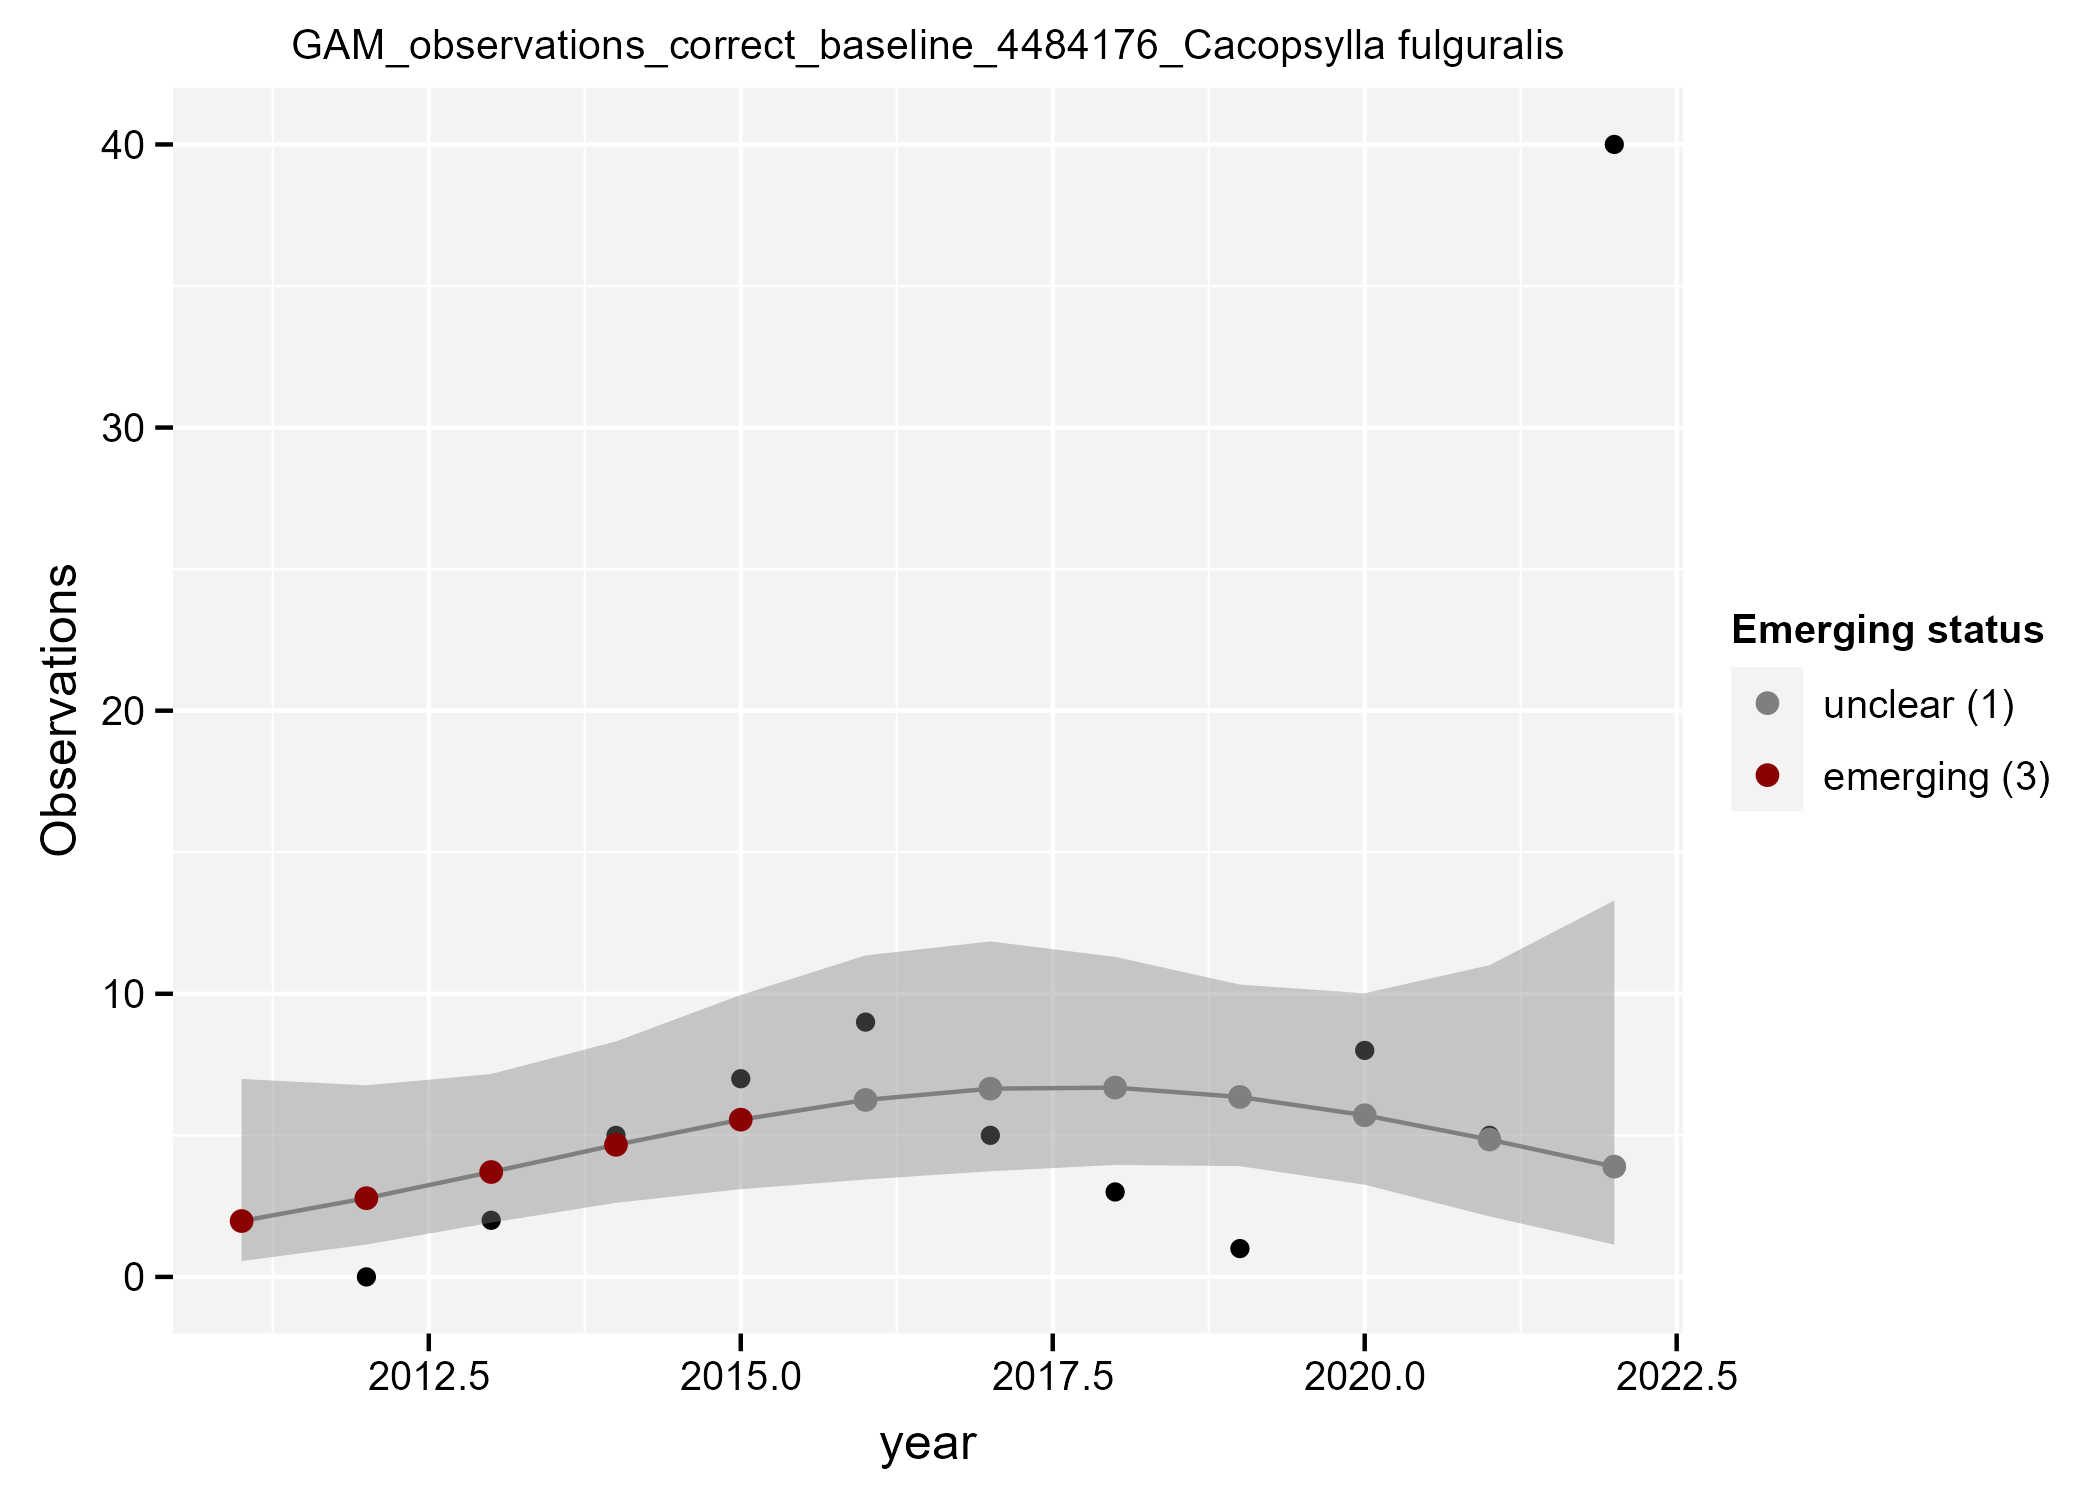 GAM_observations_correct_baseline_4484176_Cacopsylla fulguralis
40
30
20
10
0
Observations
2012.5
2015.0
2017.5
2020.0
2022.5
year
Emerging status
unclear (1)
emerging (3)